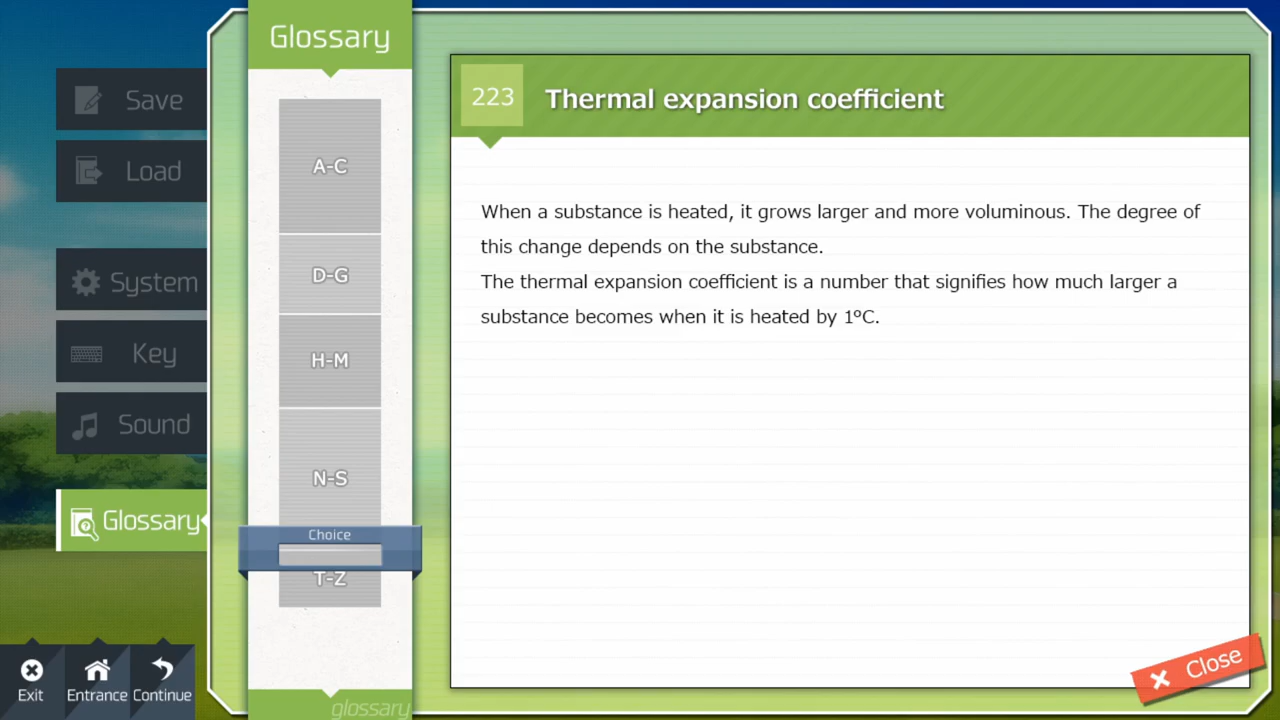 Glossary
Save
Load
System
Key
Sound
Glossary
Exit
Entrance
Continue
A-C
D-G
H-M
N-S
Choice
T-Z
glossary
223
Thermal expansion coefficient
When a substance is heated, it grows larger and more voluminous. The degree of
this change depends on the substance.
The thermal expansion coefficient is a number that signifies how much larger a
substance becomes when it is heated by 1°C.
Close